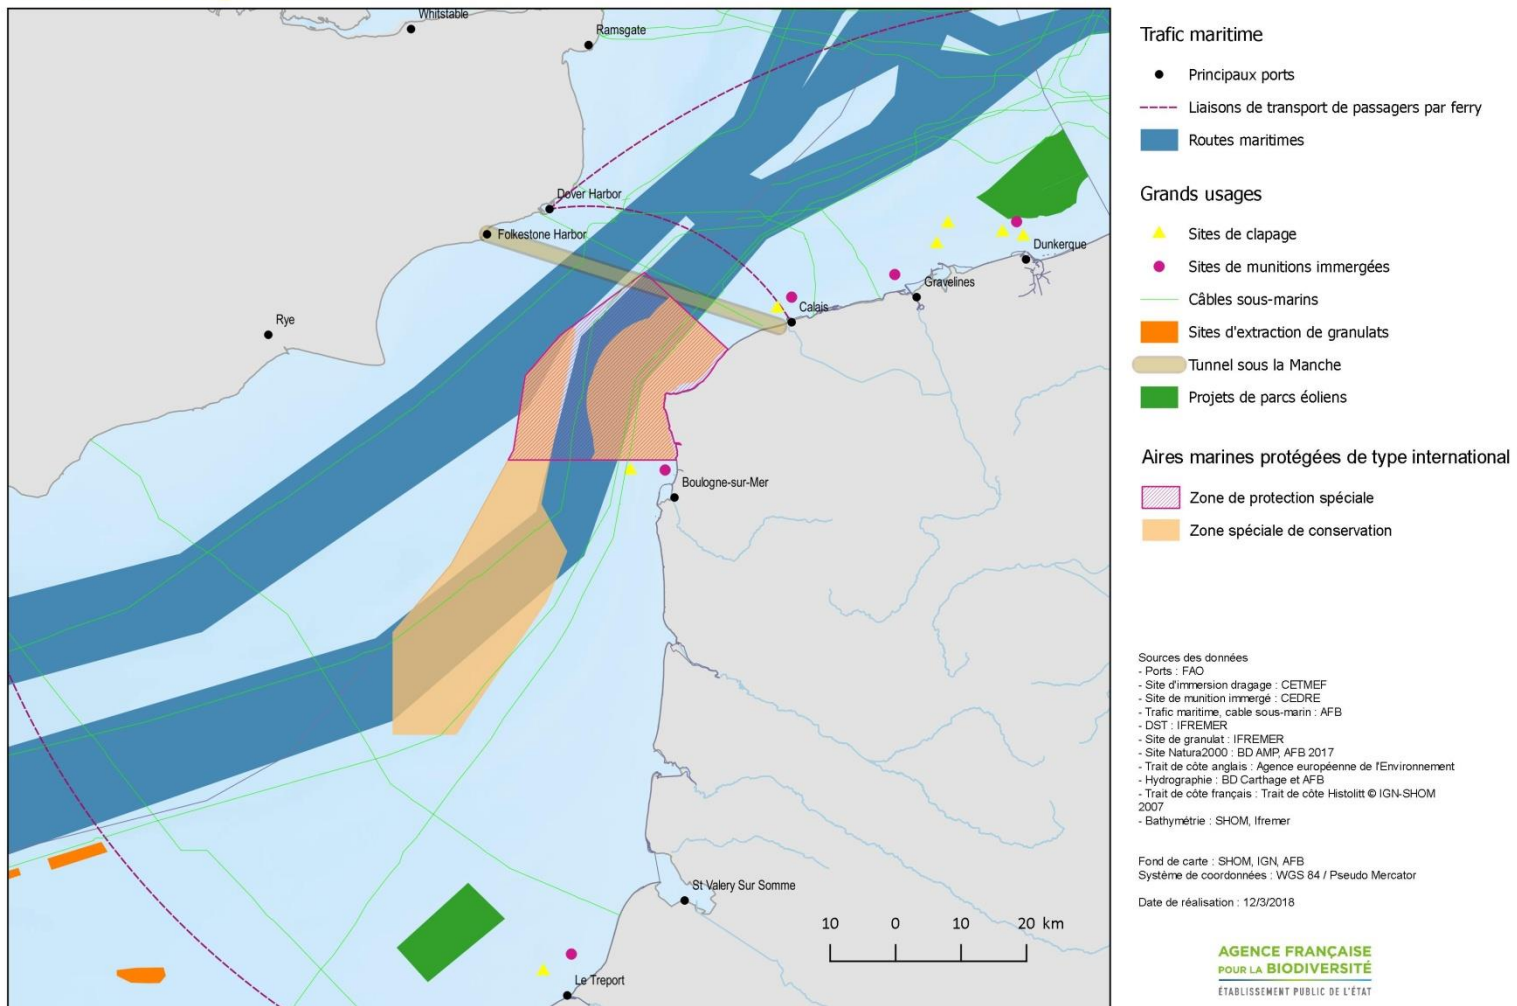 Whitstable
Ramsgate
Dover Harbor
Folkestone Harbor
Rye
Dunkerque
Gravelines
Calais
Boulogne-sur-Mer
St Valery Sur Somme
Le Treport
10 0 10 20 km
Trafic maritime
Principaux ports
Liaisons de transport de passagers par ferry
Routes maritimes
Grands usages
Sites de clapage
Sites de munitions immergées
Câbles sous-marins
Sites d'extraction de granulats
Tunnel sous la Manche
Projets de parcs éoliens
Aires marines protégées de type international
Zone de protection spéciale
Zone spéciale de conservation
Sources des données
- Ports : FAO
- Site d'immersion dragage : CETMEF
- Site de munition immergé : CEDRE
- Trafic maritime, cable sous-marin : AFB
- DST : IFREMER
- Site de granulat : IFREMER
- Site Natura2000 : BD AMP, AFB 2017
- Trait de côte anglais : Agence européenne de l'Environnement
- Hydrographie : BD Carthage et AFB
- Trait de côte français : Trait de côte Histolitt © IGN-SHOM
2007
- Bathymétrie : SHOM, Ifremer
Fond de carte : SHOM, IGN, AFB
Système de coordonnées : WGS 84 / Pseudo Mercator
Date de réalisation : 12/3/2018
AGENCE FRANÇAISE
POUR LA BIODIVERSITÉ
ÉTABLISSEMENT PUBLIC DE L'ÉTAT